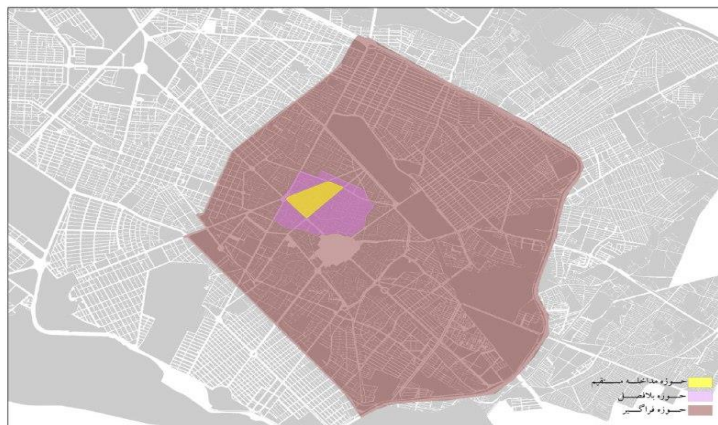 حوزه مداخله مستقیم
حوزه بلافصل
حوزه فراگیر